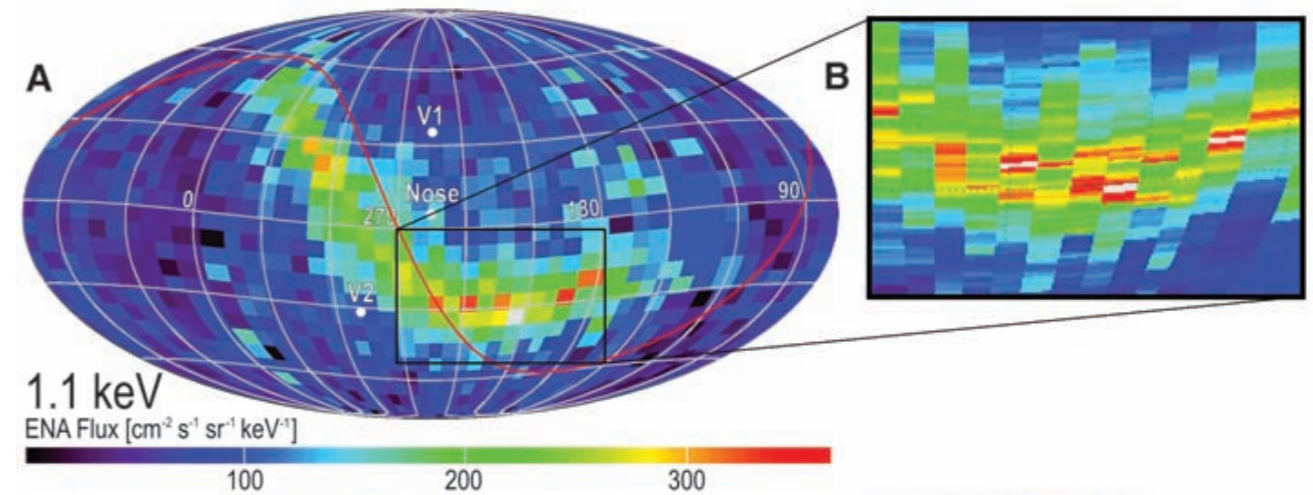 A
B
V1
Nose
0
270
180
90
V2
1.1 keV
ENA Flux [cm⁻² s⁻¹ sr⁻¹ keV⁻¹]
100 200 300